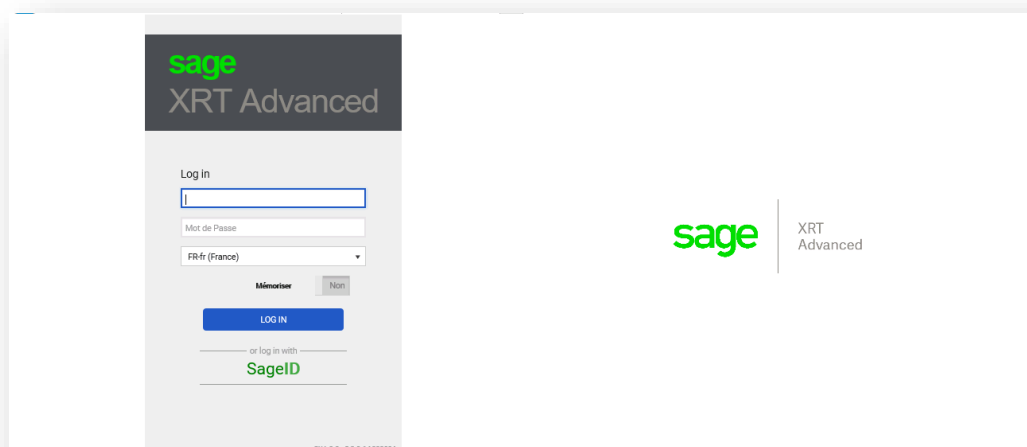 sage
XRT Advanced
Log in
Mot de Passe
FR-fr (France)
Mémoriser
Non
LOG IN
or log in with
SageID
sage
XRT
Advanced